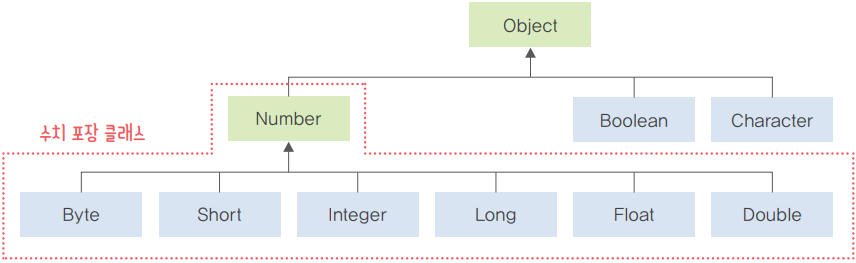 Object
Number
Boolean
Character
수치 포장 클래스
Byte
Short
Integer
Long
Float
Double